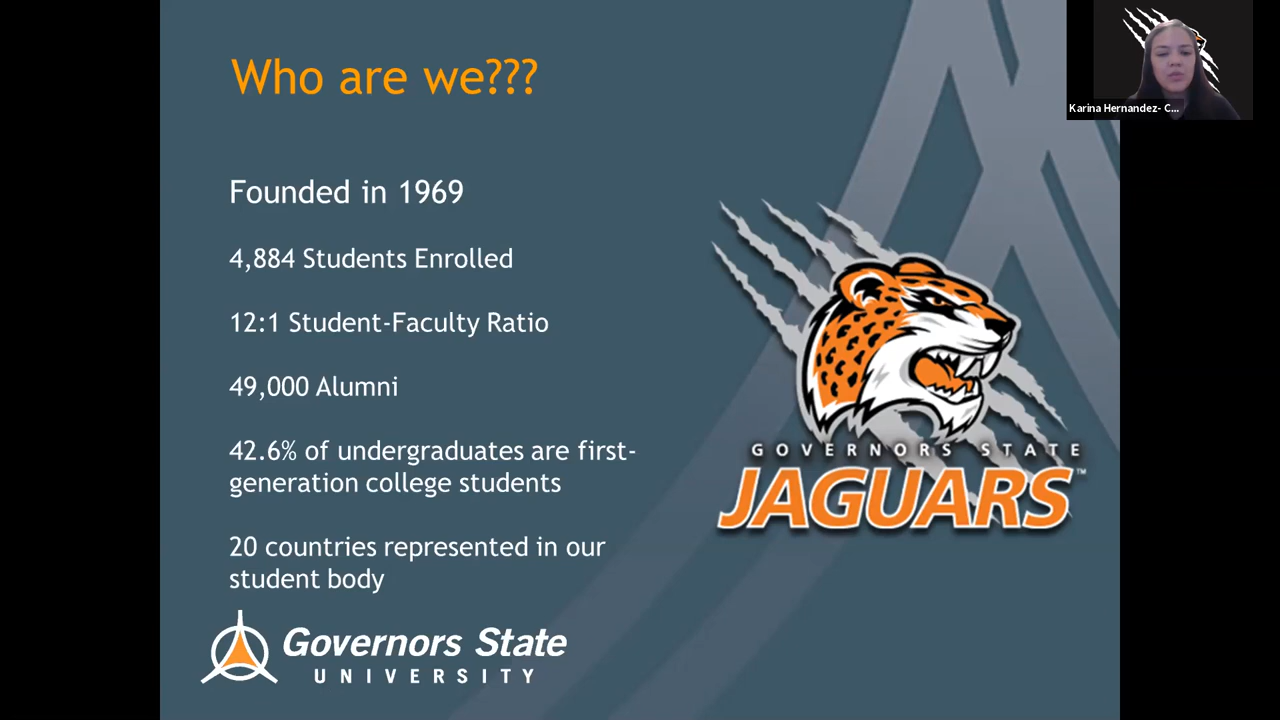 Who are we???
Founded in 1969
4,884 Students Enrolled
12:1 Student-Faculty Ratio
49,000 Alumni
42.6% of undergraduates are first-
generation college students
20 countries represented in our
student body
Governors State
UNIVERSITY
GOVERNORS STATE
JAGUARS™
Karina Hernandez- C...